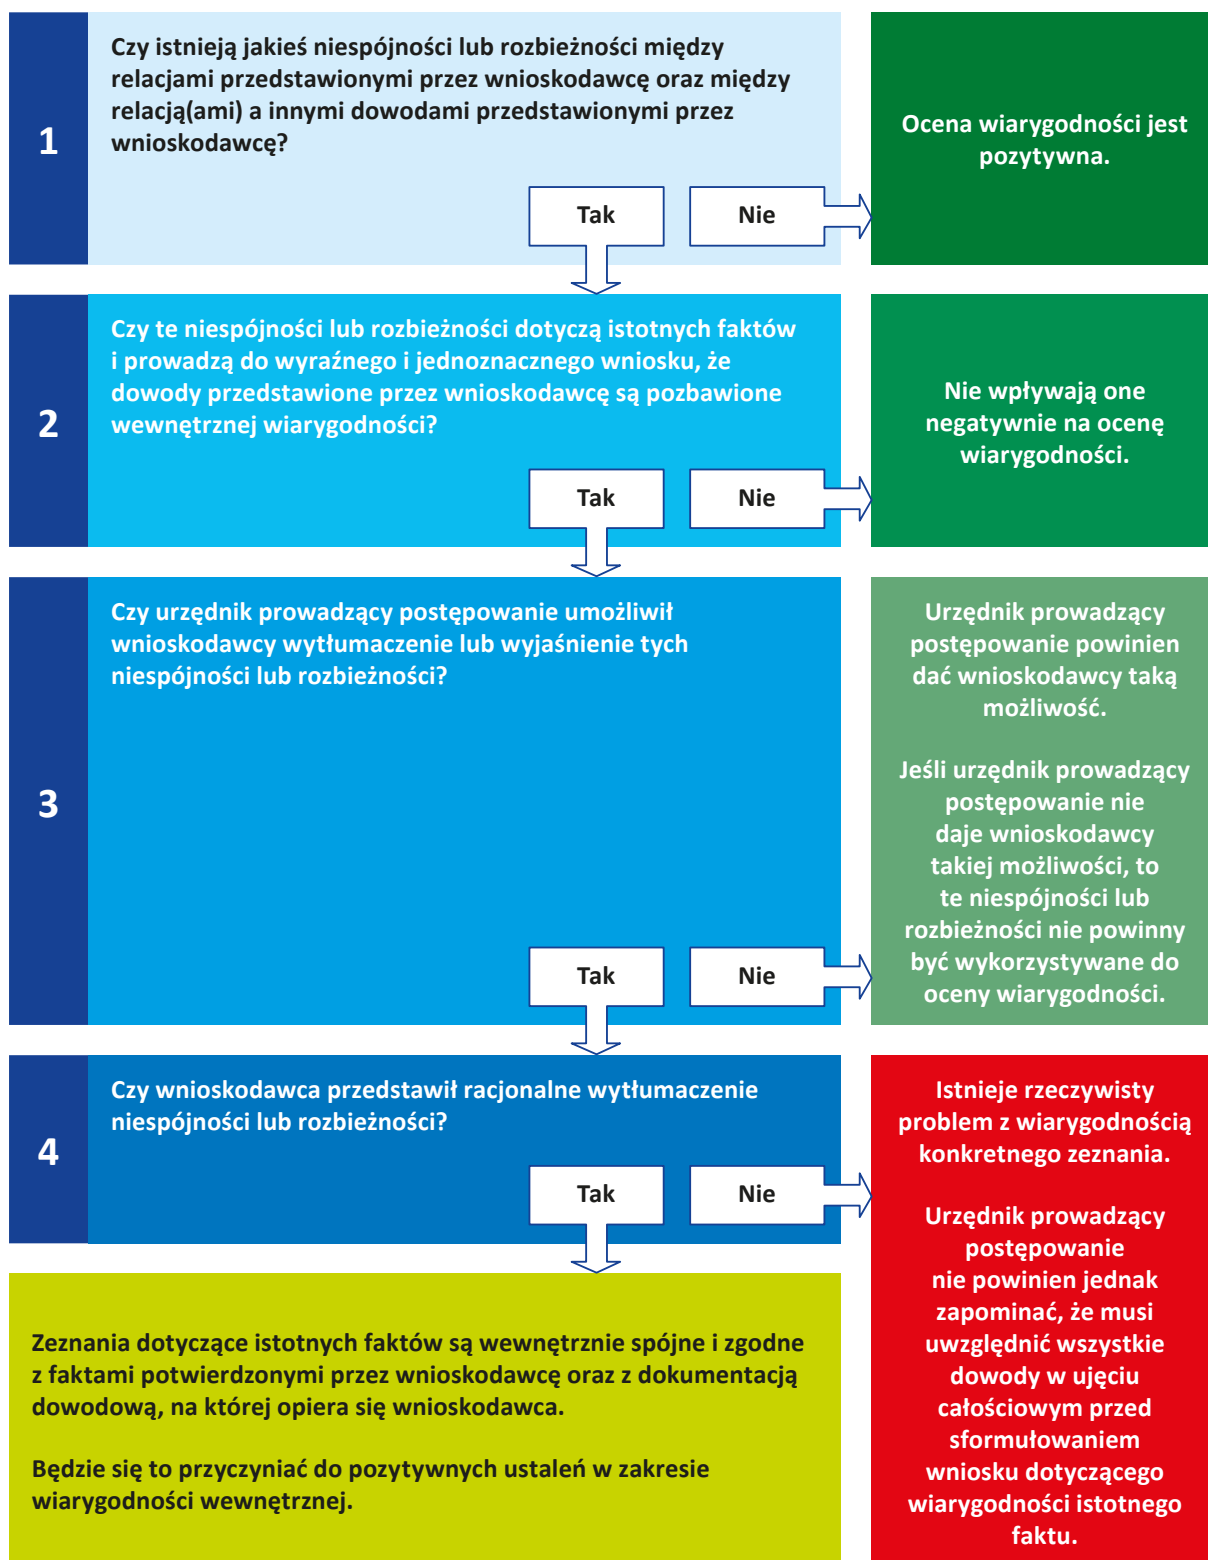 1
Czy istnieją jakieś niespójności lub rozbieżności między
relacjami przedstawionymi przez wnioskodawcę oraz między
relacją(ami) a innymi dowodami przedstawionymi przez
wnioskodawcę?
Tak
Nie
Ocena wiarygodności jest
pozytywna.
2
Czy te niespójności lub rozbieżności dotyczą istotnych faktów
i prowadzą do wyraźnego i jednoznacznego wniosku, że
dowody przedstawione przez wnioskodawcę są pozbawione
wewnętrznej wiarygodności?
Tak
Nie
Nie wpływają one
negatywnie na ocenę
wiarygodności.
3
Czy urzędnik prowadzący postępowanie umożliwił
wnioskodawcy wytłumaczenie lub wyjaśnienie tych
niespójności lub rozbieżności?
Tak
Nie
Urzędnik prowadzący
postępowanie powinien
dać wnioskodawcy taką
możliwość.
Jeśli urzędnik prowadzący
postępowanie nie
daje wnioskodawcy
takiej możliwości, to
te niespójności lub
rozbieżności nie powinny
być wykorzystywane do
oceny wiarygodności.
4
Czy wnioskodawca przedstawił racjonalne wytłumaczenie
niespójności lub rozbieżności?
Tak
Nie
Istnieje rzeczywisty
problem z wiarygodnością
konkretnego zeznania.
Urzędnik prowadzący
postępowanie
nie powinien jednak
zapominać, że musi
uwzględnić wszystkie
dowody w ujęciu
całościowym przed
sformułowaniem
wniosku dotyczącego
wiarygodności istotnego
faktu.
Zeznania dotyczące istotnych faktów są wewnętrznie spójne i zgodne
z faktami potwierdzonymi przez wnioskodawcę oraz z dokumentacją
dowodową, na której opiera się wnioskodawca.
Będzie się to przyczyniać do pozytywnych ustaleń w zakresie
wiarygodności wewnętrznej.